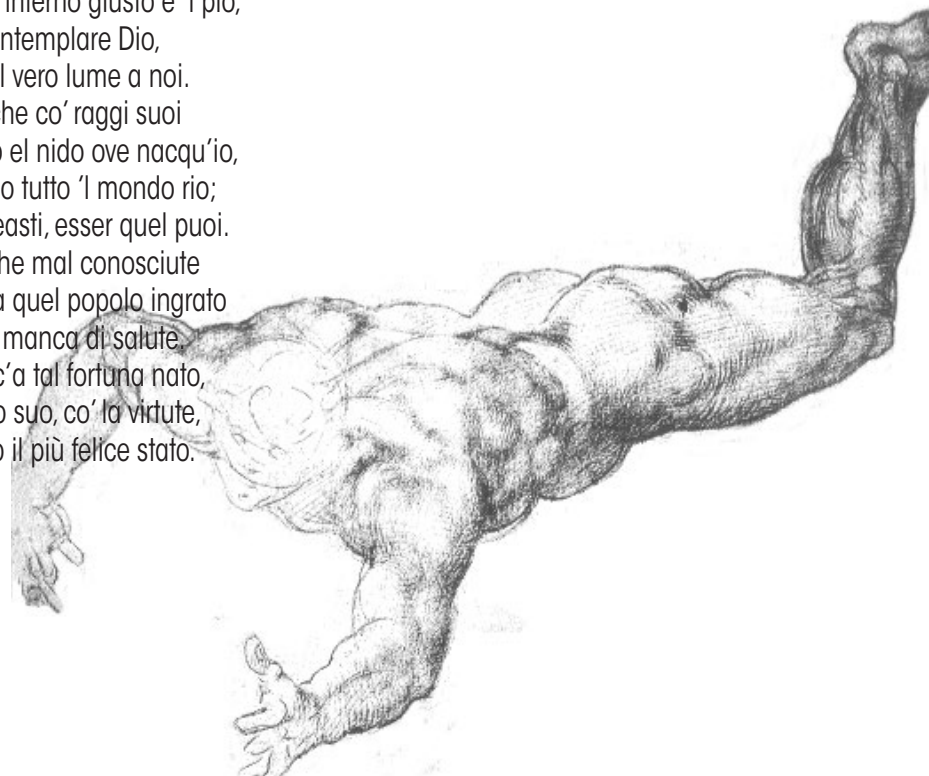 inferno giusto e 'l pio,
ntemplare Dio,
l vero lume a noi.
che co' raggi suoi
el nido ove nacqu'io,
o tutto 'l mondo rio;
easti, esser quel puoi.
he mal conosciute
a quel popolo ingrato
manca di salute.
c'a tal fortuna nato,
o suo, co' la virtute,
o il più felice stato.